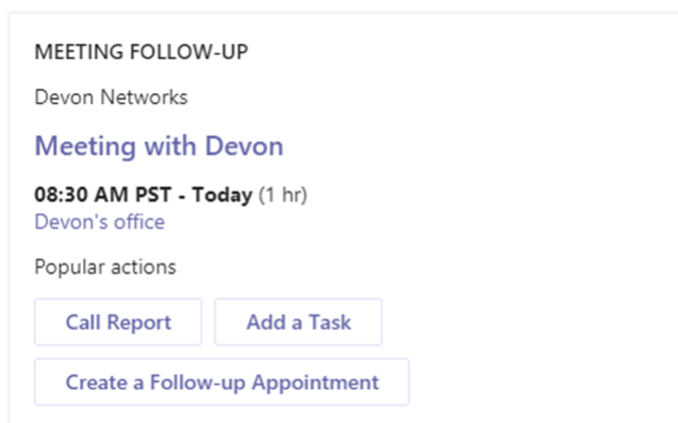 MEETING FOLLOW-UP
Devon Networks
Meeting with Devon
08:30 AM PST - Today (1 hr)
Devon's office
Popular actions
Call Report
Add a Task
Create a Follow-up Appointment